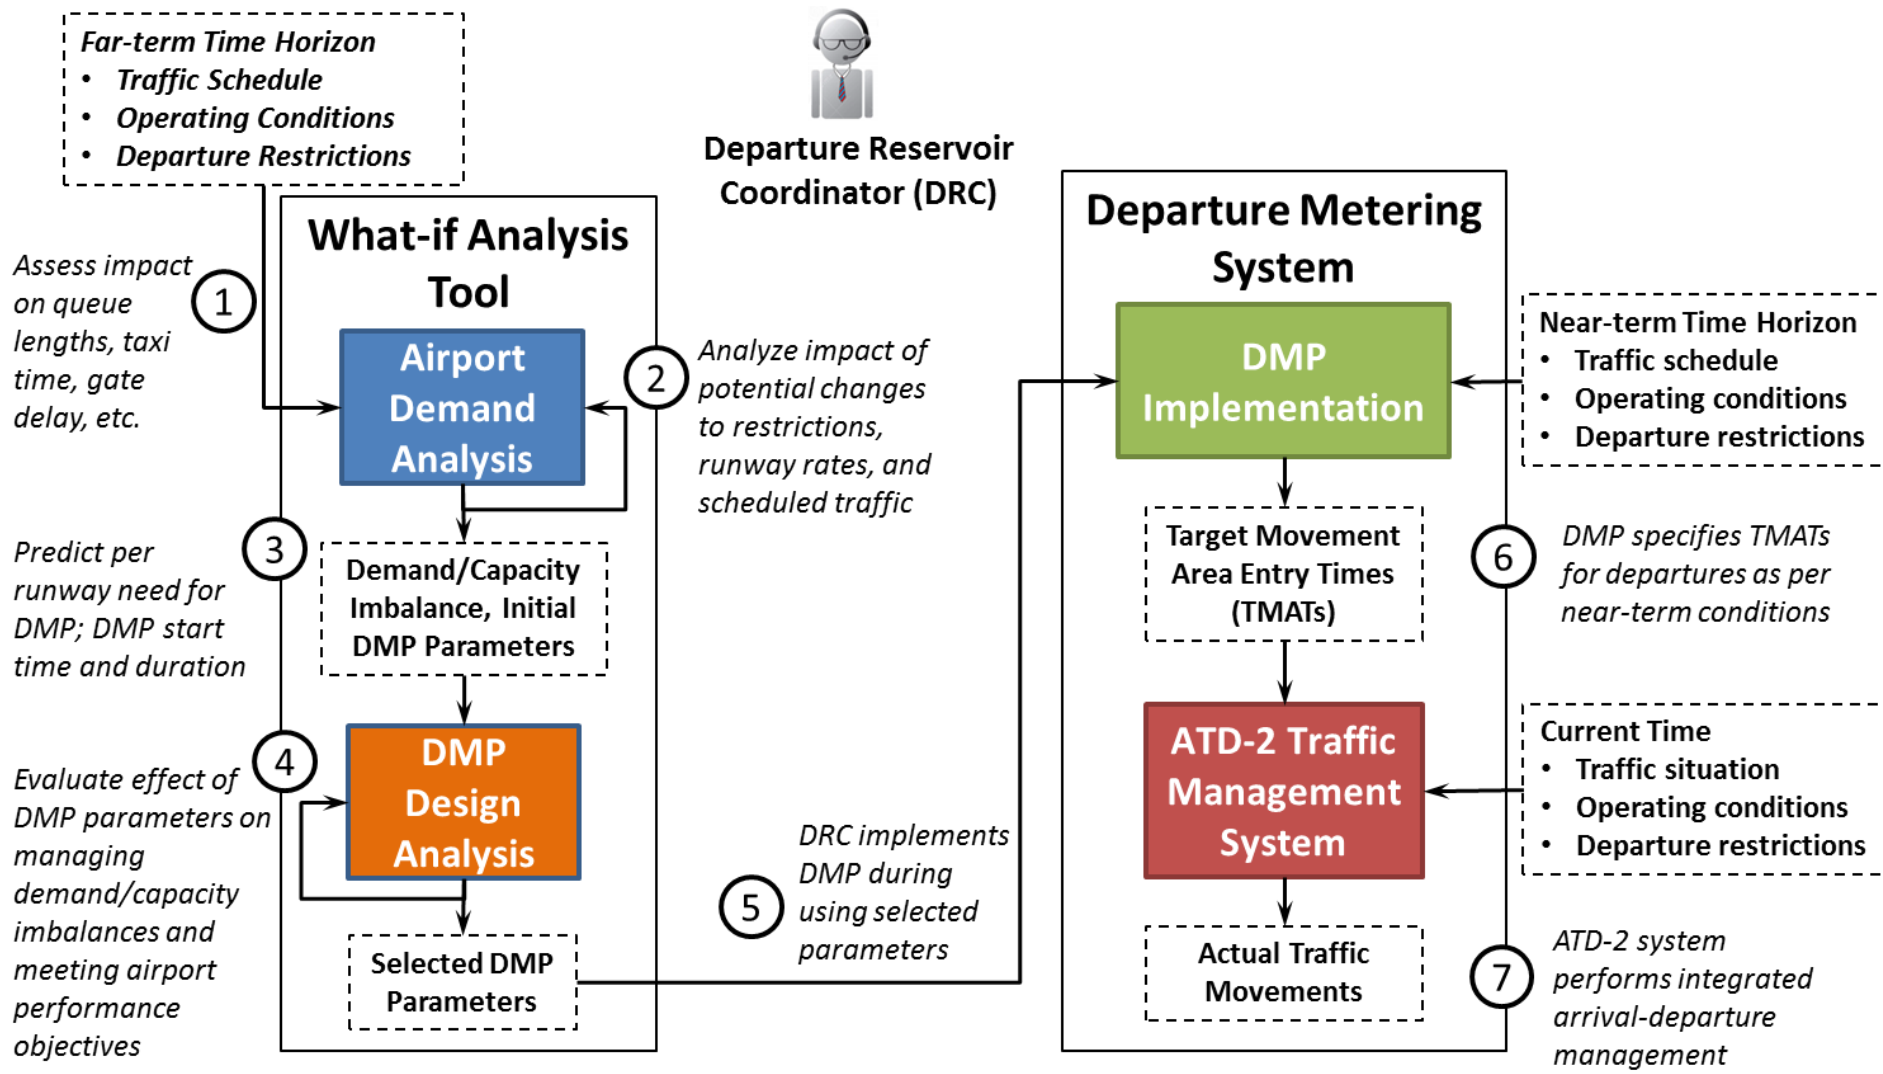 Far-term Time Horizon
• Traffic Schedule
• Operating Conditions
• Departure Restrictions
Departure Reservoir
Coordinator (DRC)
What-if Analysis
Tool
1
Assess impact
on queue
lengths, taxi
time, gate
delay, etc.
Airport
Demand
Analysis
2
Analyze impact of
potential changes
to restrictions,
runway rates, and
scheduled traffic
3
Predict per
runway need for
DMP; DMP start
time and duration
Demand/Capacity
Imbalance, Initial
DMP Parameters
4
Evaluate effect of
DMP parameters on
managing
demand/capacity
imbalances and
meeting airport
performance
objectives
DMP
Design
Analysis
Selected DMP
Parameters
5
DRC implements
DMP during
using selected
parameters
Departure Metering
System
DMP
Implementation
Near-term Time Horizon
• Traffic schedule
• Operating conditions
• Departure restrictions
Target Movement
Area Entry Times
(TMATs)
6
DMP specifies TMATs
for departures as per
near-term conditions
ATD-2 Traffic
Management
System
Current Time
• Traffic situation
• Operating conditions
• Departure restrictions
Actual Traffic
Movements
7
ATD-2 system
performs integrated
arrival-departure
management